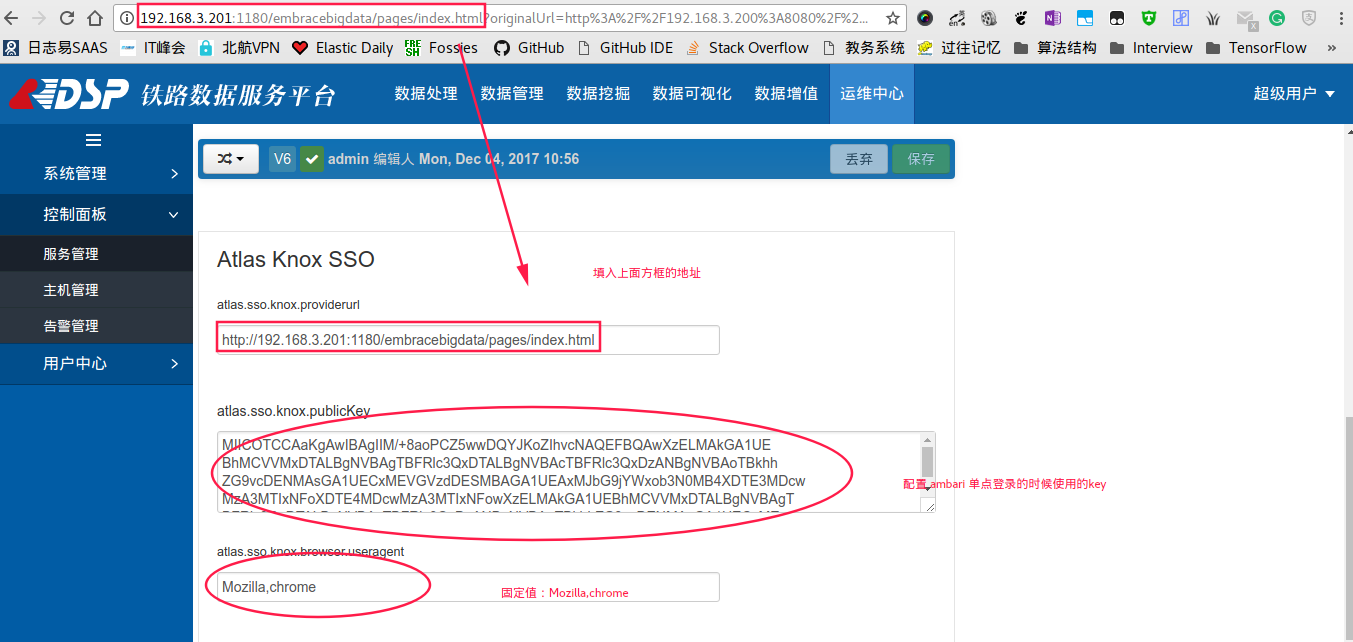 192.168.3.201:1180/embracebigdata/pages/index.html?originalUrl=http%3A%2F%2F192.168.3.200%3A8080%2F%2...
日志易SAAS IT峰会 北航VPN Elastic Daily FRE SH Fossies GitHub GitHub IDE Stack Overflow 教务系统 过往记忆 算法结构 Interview TensorFlow »
DSP 铁路数据服务平台 数据处理 数据管理 数据挖掘 数据可视化 数据增值 运维中心 超级用户
系统管理
控制面板
服务管理
主机管理
告警管理
用户中心
V6 admin 编辑人 Mon, Dec 04, 2017 10:56 丢弃 保存
Atlas Knox SSO
填入上面方框的地址
atlas.sso.knox.providerurl
http://192.168.3.201:1180/embracebigdata/pages/index.html
atlas.sso.knox.publicKey
MIICOTCCAaKgAwIBAgIIM/+8aoPCZ5wwDQYJKoZIhvcNAQEFBQAwXzELMAkGA1UE
BhMCVVMxDTALBgNVBAgTBFRlc3QxDTALBgNVBAcTBFRlc3QxDzANBgNVBAoTBkhh
ZG9vcDENMAsGA1UECxMEVGVzdDESMBAGA1UEAxMJbG9jYWxob3N0MB4XDTE3MDcw
MzA3MTIxNFoXDTE4MDcwMzA3MTIxNFowXzELMAkGA1UEBhMCVVMxDTALBgNVBAgT
配置 ambari 单点登录的时候使用的key
atlas.sso.knox.browser.useragent
Mozilla,chrome
固定值：Mozilla,chrome